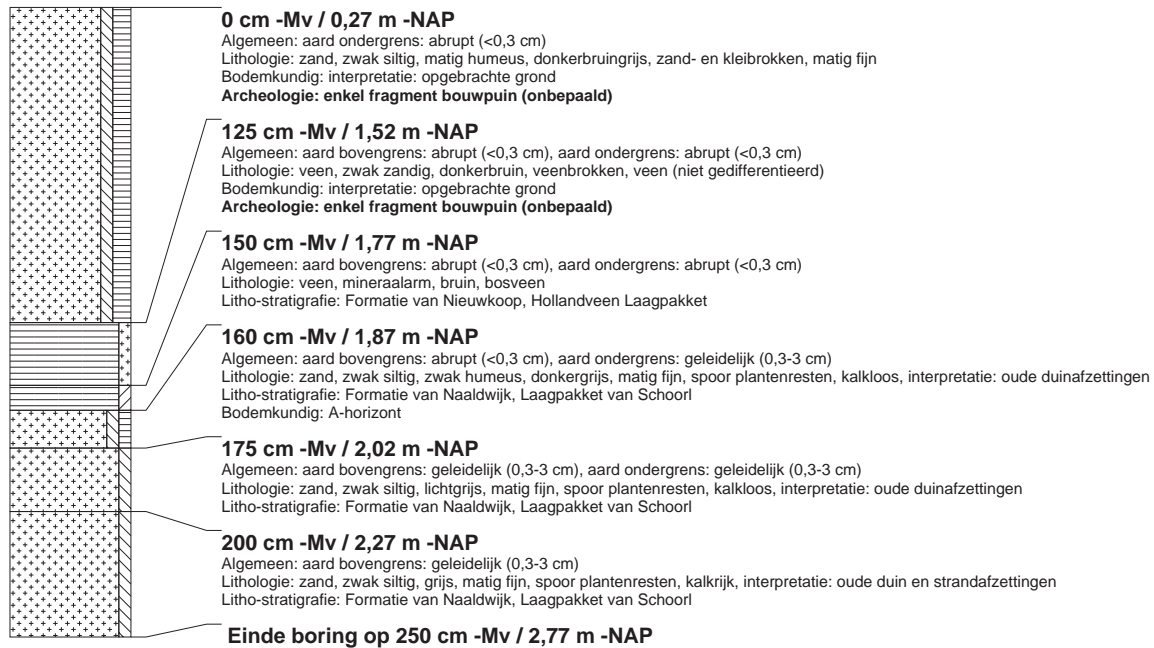 0 cm -Mv / 0,27 m -NAP
Algemeen: aard ondergrens: abrupt (<0,3 cm)
Lithologie: zand, zwak siltig, matig humeus, donkerbruingrijs, zand- en kleibrokken, matig fijn
Bodemkundig: interpretatie: opgebrachte grond
Archeologie: enkel fragment bouwpuin (onbepaald)
125 cm -Mv / 1,52 m -NAP
Algemeen: aard bovengrens: abrupt (<0,3 cm), aard ondergrens: abrupt (<0,3 cm)
Lithologie: veen, zwak zandig, donkerbruin, veenbrokken, veen (niet gedifferentieerd)
Bodemkundig: interpretatie: opgebrachte grond
Archeologie: enkel fragment bouwpuin (onbepaald)
150 cm -Mv / 1,77 m -NAP
Algemeen: aard bovengrens: abrupt (<0,3 cm), aard ondergrens: abrupt (<0,3 cm)
Lithologie: veen, mineraalarm, bruin, bosveen
Litho-stratigrafie: Formatie van Nieuwkoop, Hollandveen Laagpakket
160 cm -Mv / 1,87 m -NAP
Algemeen: aard bovengrens: abrupt (<0,3 cm), aard ondergrens: geleidelijk (0,3-3 cm)
Lithologie: zand, zwak siltig, zwak humeus, donkergrijs, matig fijn, spoor plantenresten, kalkloos, interpretatie: oude duinafzettingen
Litho-stratigrafie: Formatie van Naaldwijk, Laagpakket van Schoorl
Bodemkundig: A-horizont
175 cm -Mv / 2,02 m -NAP
Algemeen: aard bovengrens: geleidelijk (0,3-3 cm), aard ondergrens: geleidelijk (0,3-3 cm)
Lithologie: zand, zwak siltig, lichtgrijs, matig fijn, spoor plantenresten, kalkloos, interpretatie: oude duinafzettingen
Litho-stratigrafie: Formatie van Naaldwijk, Laagpakket van Schoorl
200 cm -Mv / 2,27 m -NAP
Algemeen: aard bovengrens: geleidelijk (0,3-3 cm)
Lithologie: zand, zwak siltig, grijs, matig fijn, spoor plantenresten, kalkrijk, interpretatie: oude duin en strandafzettingen
Litho-stratigrafie: Formatie van Naaldwijk, Laagpakket van Schoorl
Einde boring op 250 cm -Mv / 2,77 m -NAP